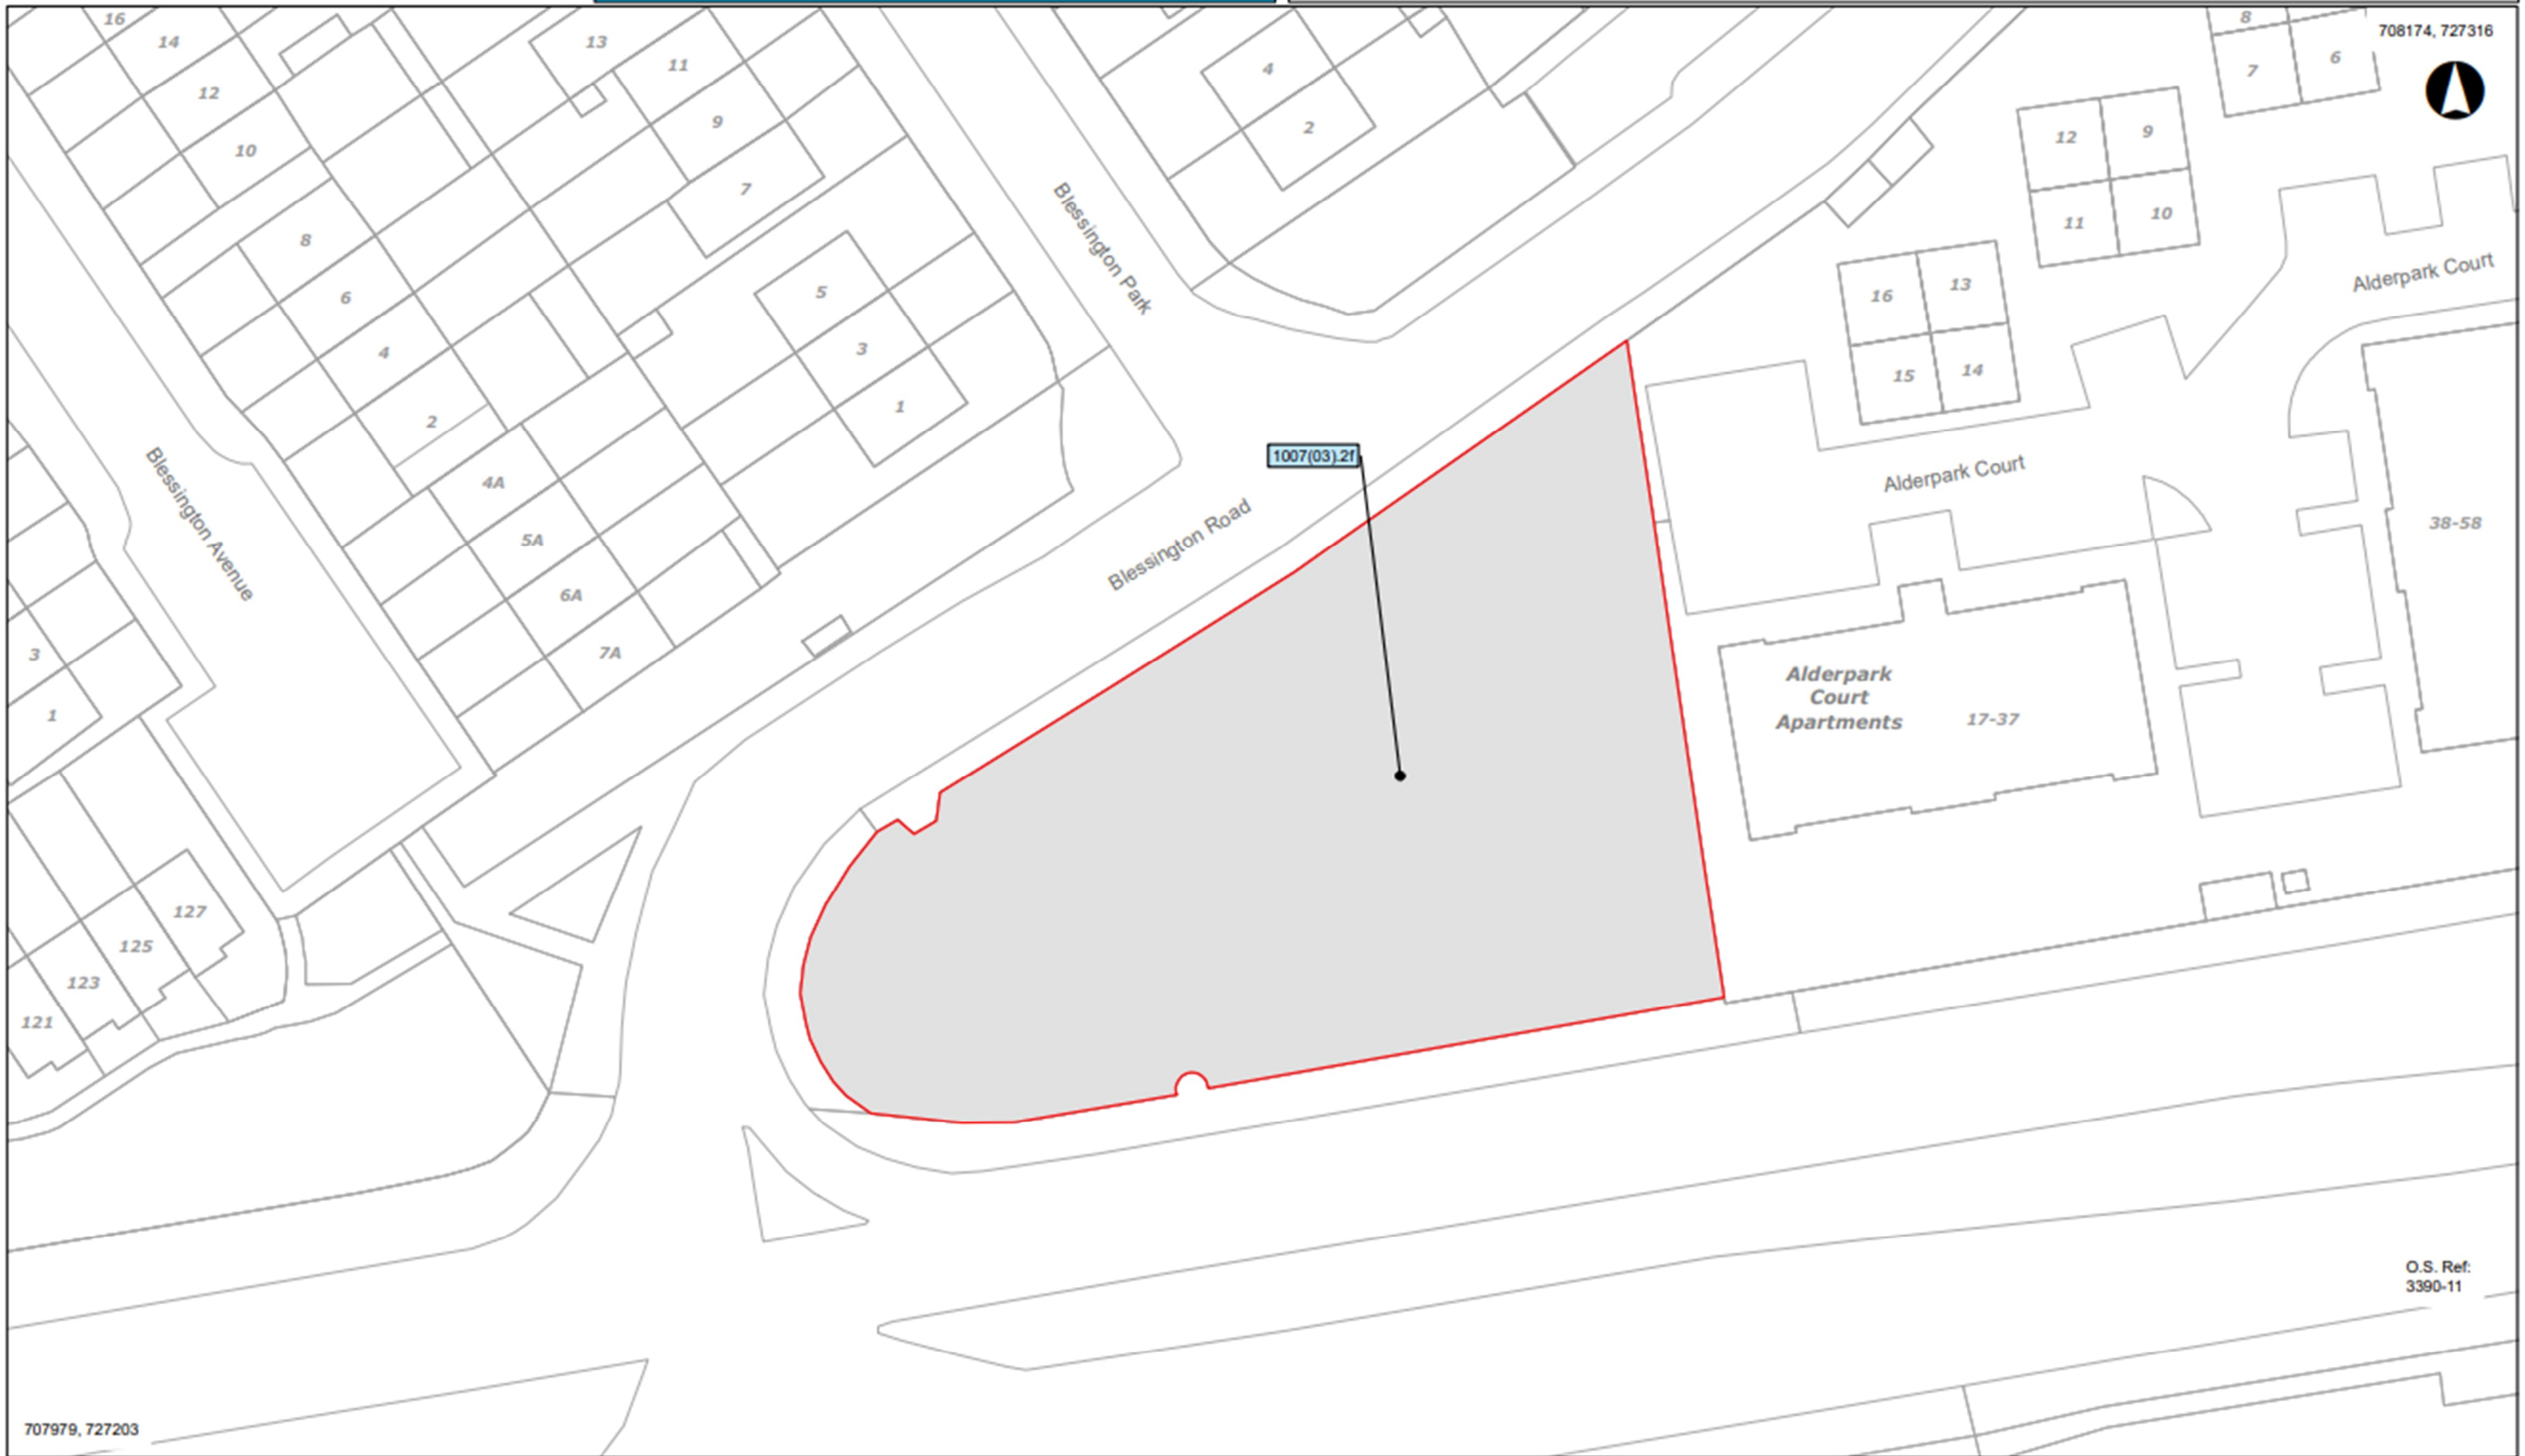 16
14
12
10
8
6
4
2
4A
5A
6A
7A
13
11
9
7
5
3
1
4
2
8
7
6
708174, 727316
12
9
11
10
16
13
15
14
Blessington Park
Blessington Avenue
Blessington Road
1007(03).2f
Alderpark Court
Alderpark Court
38-58
Alderpark
Court
Apartments
17-37
3
1
127
125
123
121
O.S. Ref:
3390-11
707979, 727203